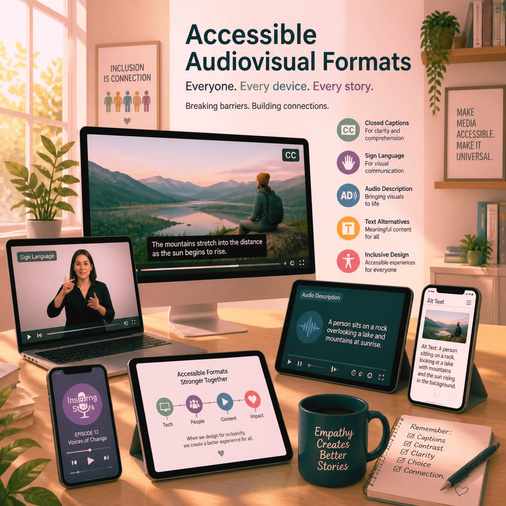 Accessible
Audiovisual Formats
Everyone. Every device. Every story.
Breaking barriers. Building connections.
INCLUSION
IS CONNECTION
CC
Closed Captions
For clarity and
comprehension
Sign Language
For visual
communication
AD
Audio Description
Bringing visuals
to life
T
Text Alternatives
Meaningful content
for all
Inclusive Design
Accessible experiences
for everyone
MAKE
MEDIA
ACCESSIBLE.
MAKE IT
UNIVERSAL.
CC
The mountains stretch into the distance
as the sun begins to rise.
Sign Language
Audio Description
A person sits on a rock
overlooking a lake and
mountains at sunrise.
Alt Text
Alt Text: A person
sitting on a rock,
looking at a lake
with mountains
and the sun rising
in the background.
EPISODE 12
Voices of Change
Accessible Formats
Stronger Together
Tech
People
Content
Impact
When we design for inclusivity,
we create a better experience for all.
Empathy
Creates
Better
Stories
Remember:
Captions
Contrast
Clarity
Choice
Connection.